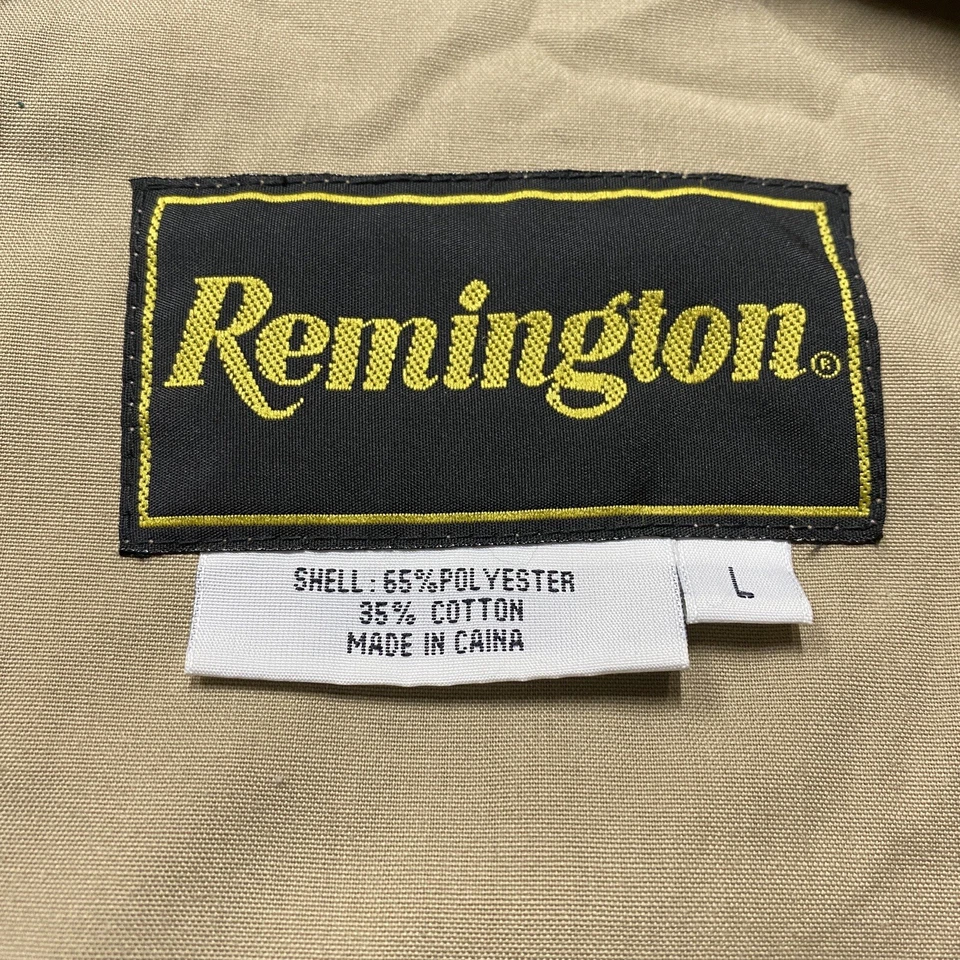 Remington®
SHELL: 65%POLYESTER
35% COTTON
MADE IN CAINA
L